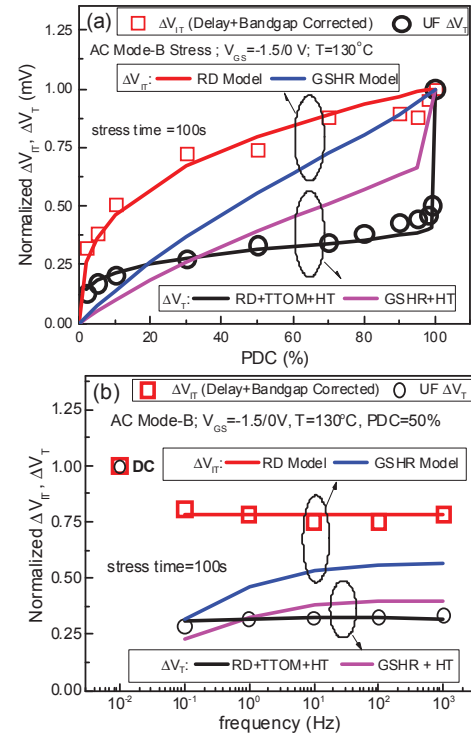 (a)
ΔV_IT (Delay+Bandgap Corrected) UF ΔV_T
AC Mode-B Stress ; V_GS=-1.5/0 V; T=130°C
ΔV_IT: RD Model GSHR Model
stress time=100s
ΔV_T: RD+TTOM+HT GSHR+HT
Normalized ΔV_IT, ΔV_T (mV)
1.25
1.00
0.75
0.50
0.25
0.00
0 20 40 60 80 100
PDC (%)
(b)
ΔV_IT (Delay+Bandgap Corrected) UF ΔV_T
AC Mode-B; V_GS=-1.5/0V, T=130°C, PDC=50%
DC
ΔV_IT: RD Model GSHR Model
stress time=100s
ΔV_T: RD+TTOM+HT GSHR + HT
Normalized ΔV_IT, ΔV_T
1.25
1.00
0.75
0.50
0.25
0.00
10^-2 10^-1 10^0 10^1 10^2 10^3
frequency (Hz)